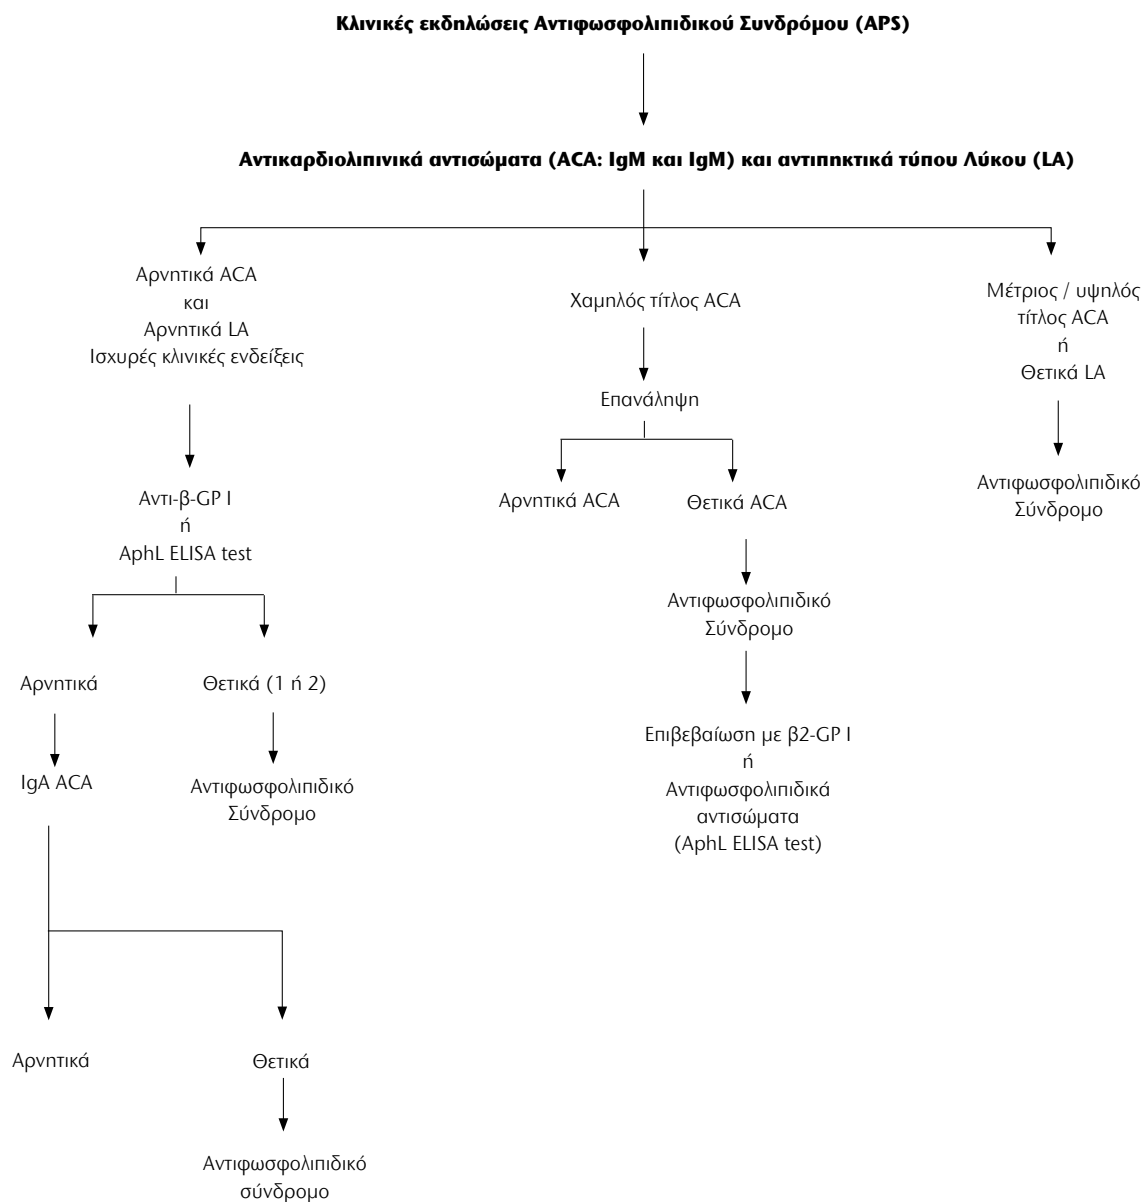 Κλινικές εκδηλώσεις Αντιφωσφολιπιδικού Συνδρόμου (APS)
Αντικαρδιολιπινικά αντισώματα (ACA: IgM και IgM) και αντιπηκτικά τύπου Λύκου (LA)
Αρνητικά ACA
και
Αρνητικά LA
Ισχυρές κλινικές ενδείξεις
Χαμηλός τίτλος ACA
Μέτριος / υψηλός
τίτλος ACA
ή
Θετικά LA
Επανάληψη
Αρνητικά ACA
Θετικά ACA
Αντιφωσφολιπιδικό
Σύνδρομο
Αντι-β-GP I
ή
AphL ELISA test
Αντιφωσφολιπιδικό
Σύνδρομο
Αρνητικά
Θετικά (1 ή 2)
Επιβεβαίωση με β2-GP I
ή
Αντιφωσφολιπιδικά
αντισώματα
(AphL ELISA test)
IgA ACA
Αντιφωσφολιπιδικό
Σύνδρομο
Αρνητικά
Θετικά
Αντιφωσφολιπιδικό
σύνδρομο